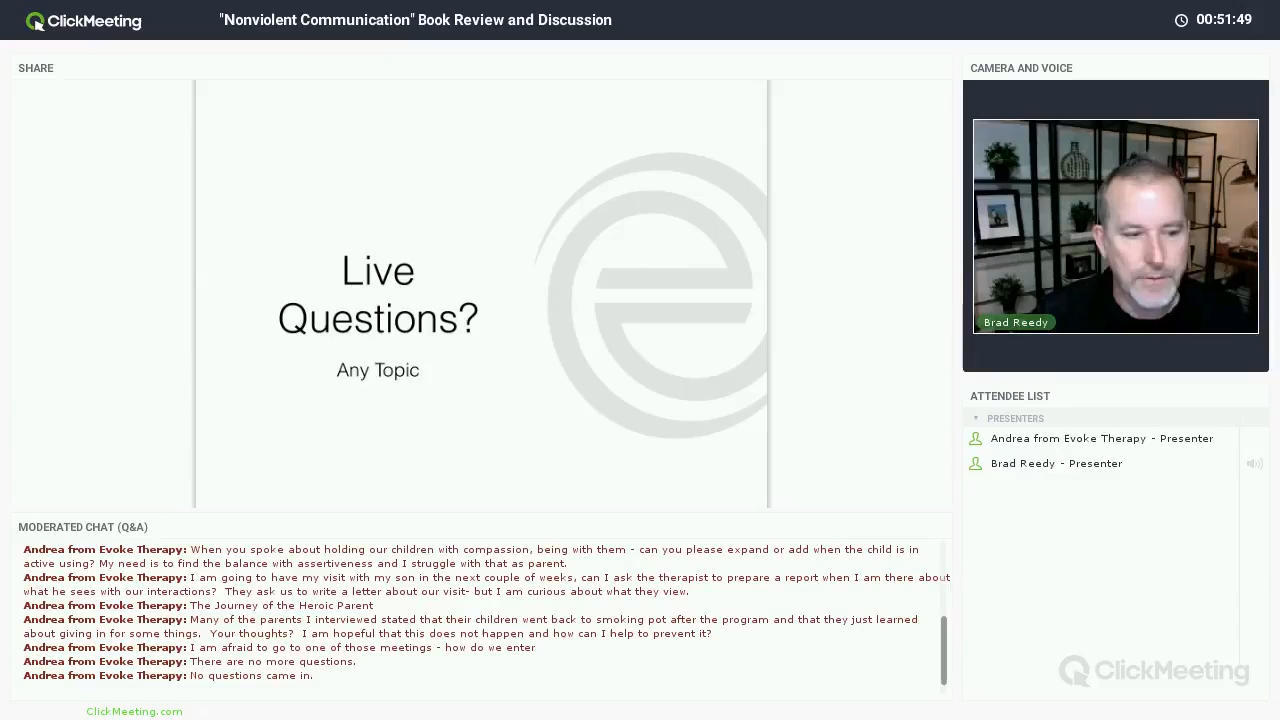 ClickMeeting
"Nonviolent Communication" Book Review and Discussion
00:51:49
SHARE
Live
Questions?
Any Topic
CAMERA AND VOICE
Brad Reedy
ATTENDEE LIST
PRESENTERS
Andrea from Evoke Therapy - Presenter
Brad Reedy - Presenter
MODERATED CHAT (Q&A)
Andrea from Evoke Therapy: When you spoke about holding our children with compassion, being with them - can you please expand or add when the child is in
active using? My need is to find the balance with assertiveness and I struggle with that as parent.
Andrea from Evoke Therapy: I am going to have my visit with my son in the next couple of weeks, can I ask the therapist to prepare a report when I am there about
what he sees with our interactions? They ask us to write a letter about our visit- but I am curious about what they view.
Andrea from Evoke Therapy: The Journey of the Heroic Parent
Andrea from Evoke Therapy: Many of the parents I interviewed stated that their children went back to smoking pot after the program and that they just learned
about giving in for some things. Your thoughts? I am hopeful that this does not happen and how can I help to prevent it?
Andrea from Evoke Therapy: I am afraid to go to one of those meetings - how do we enter
Andrea from Evoke Therapy: There are no more questions.
Andrea from Evoke Therapy: No questions came in.
ClickMeeting
ClickMeeting.com